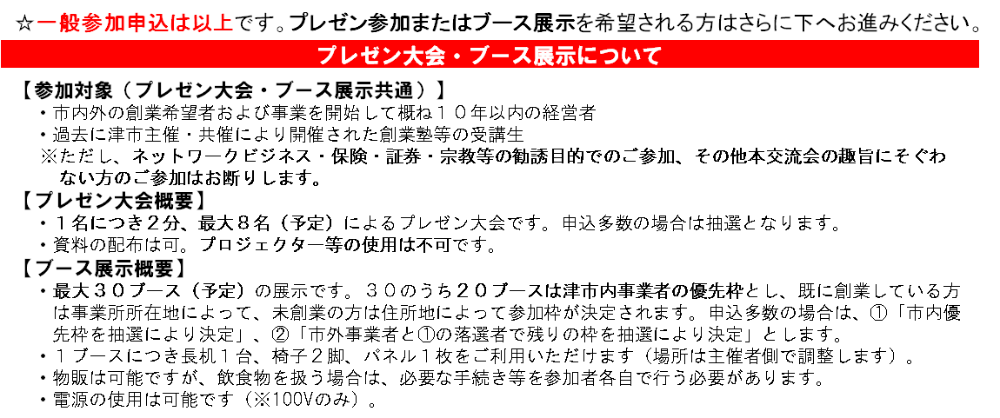 ☆一般参加申込は以上です。プレゼン参加またはブース展示を希望される方はさらに下へお進みください。
プレゼン大会・ブース展示について
【参加対象（プレゼン大会・ブース展示共通）】
・市内外の創業希望者および事業を開始して概ね１０年以内の経営者
・過去に津市主催・共催により開催された創業塾等の受講生
※ただし、ネットワークビジネス・保険・証券・宗教等の勧誘目的でのご参加、その他本交流会の趣旨にそぐわ
ない方のご参加はお断りします。
【プレゼン大会概要】
・１名につき２分、最大８名（予定）によるプレゼン大会です。申込多数の場合は抽選となります。
・資料の配布は可。プロジェクター等の使用は不可です。
【ブース展示概要】
・最大３０ブース（予定）の展示です。３０のうち２０ブースは津市内事業者の優先枠とし、既に創業している方
は事業所所在地によって、未創業の方は住所地によって参加枠が決定されます。申込多数の場合は、①「市内優
先枠を抽選により決定」、②「市外事業者と①の落選者で残りの枠を抽選により決定」とします。
・１ブースにつき長机１台、椅子２脚、パネル１枚をご利用いただけます（場所は主催者側で調整します）。
・物販は可能ですが、飲食物を扱う場合は、必要な手続き等を参加者各自で行う必要があります。
・電源の使用は可能です（※100Vのみ）。